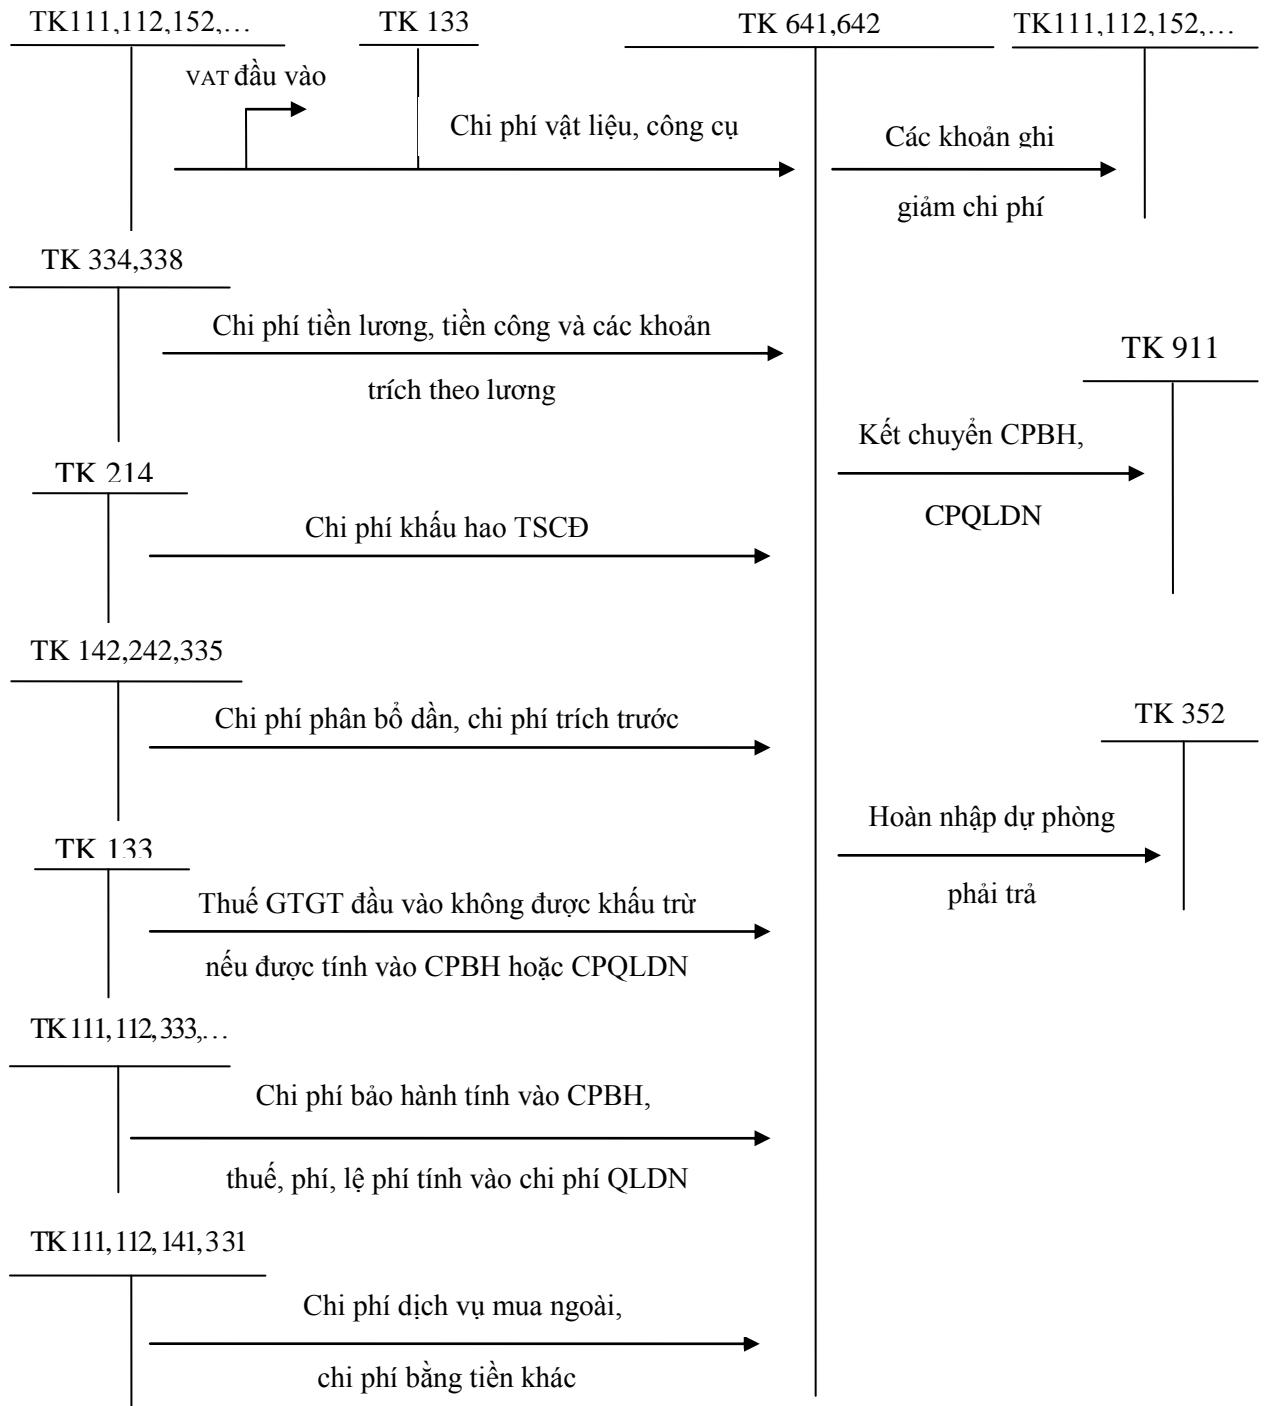 TK111,112,152,…
TK 133
TK 641,642
TK111,112,152,…
VAT đầu vào
Chi phí vật liệu, công cụ
Các khoản ghi
giảm chi phí
TK 334,338
Chi phí tiền lương, tiền công và các khoản
trích theo lương
TK 911
Kết chuyển CPBH,
CPQLDN
TK 214
Chi phí khấu hao TSCĐ
TK 142,242,335
Chi phí phân bổ dần, chi phí trích trước
TK 352
Hoàn nhập dự phòng
phải trả
TK 133
Thuế GTGT đầu vào không được khấu trừ
nếu được tính vào CPBH hoặc CPQLDN
TK111,112,333,…
Chi phí bảo hành tính vào CPBH,
thuế, phí, lệ phí tính vào chi phí QLDN
TK111,112,141,331
Chi phí dịch vụ mua ngoài,
chi phí bằng tiền khác